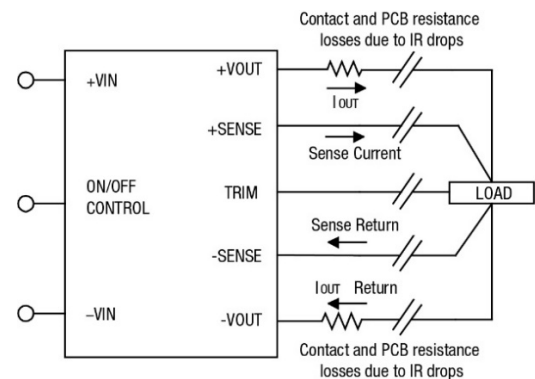 Contact and PCB resistance
losses due to IR drops
+VIN
+VOUT
IOUT
+SENSE
Sense Current
ON/OFF
CONTROL
TRIM
LOAD
Sense Return
-SENSE
IOUT Return
–VIN
-VOUT
Contact and PCB resistance
losses due to IR drops